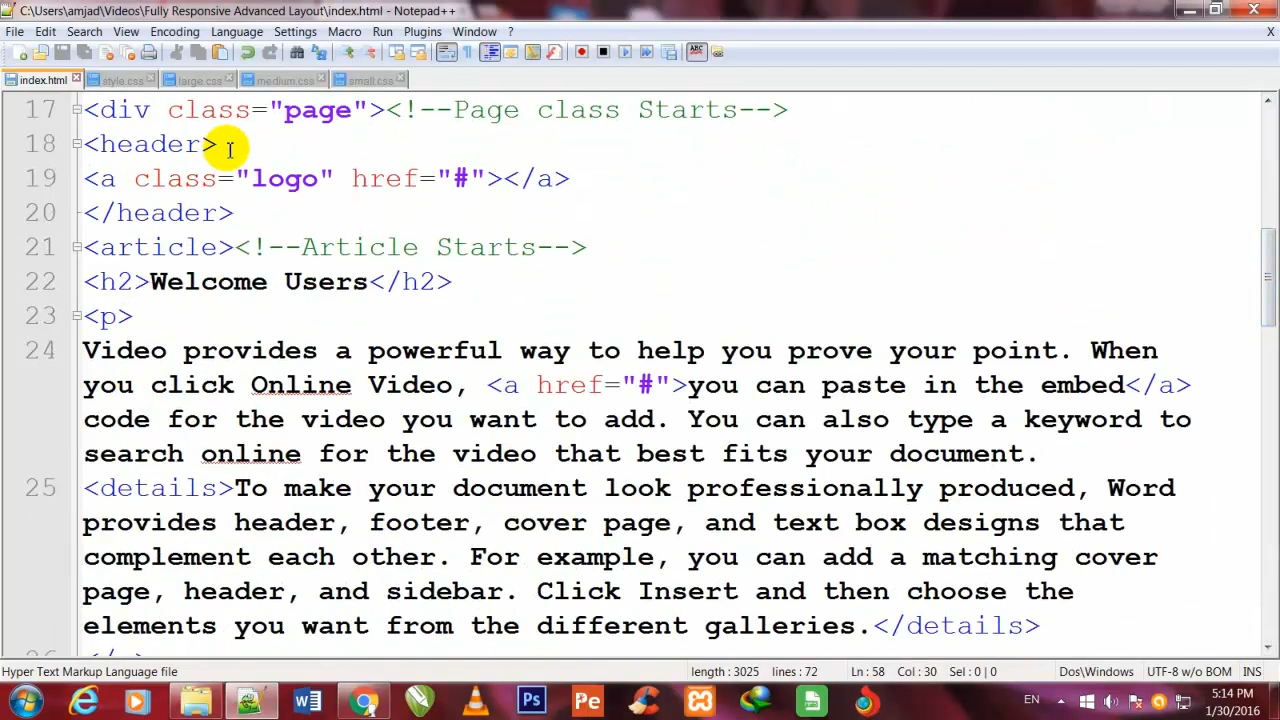 C:\Users\amjad\Videos\Fully Responsive Advanced Layout\index.html - Notepad++
File Edit Search View Encoding Language Settings Macro Run Plugins Window ? X
index.html style.css large.css medium.css small.css
17 <div class="page"><!--Page class Starts-->
18 <header>
19 <a class="logo" href="#"></a>
20 </header>
21 <article><!--Article Starts-->
22 <h2>Welcome Users</h2>
23 <p>
24 Video provides a powerful way to help you prove your point. When
you click Online Video, <a href="#">you can paste in the embed</a>
code for the video you want to add. You can also type a keyword to
search online for the video that best fits your document.
25 <details>To make your document look professionally produced, Word
provides header, footer, cover page, and text box designs that
complement each other. For example, you can add a matching cover
page, header, and sidebar. Click Insert and then choose the
elements you want from the different galleries.</details>
Hyper Text Markup Language file length : 3025 lines : 72 Ln : 58 Col : 30 Sel : 0 | 0 Dos\Windows UTF-8 w/o BOM INS
EN 5:14 PM
1/30/2016